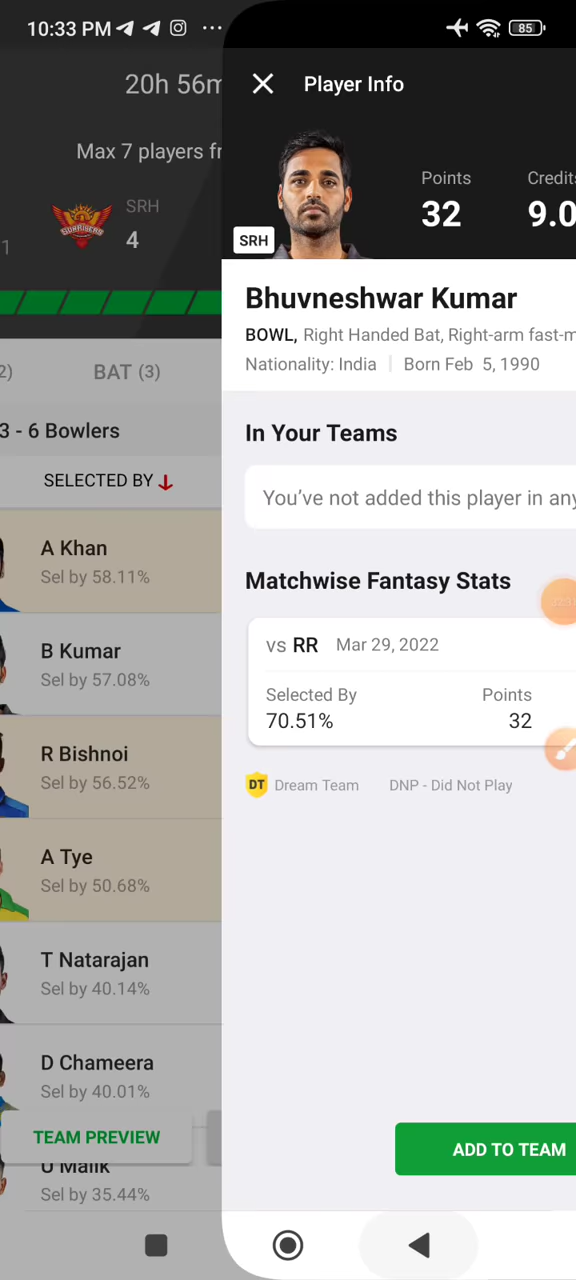 10:33 PM
85
20h 56m
Player Info
Max 7 players fr
SRH
4
1
Points
32
Credits
9.0
SRH
Bhuvneshwar Kumar
BOWL, Right Handed Bat, Right-arm fast-m
Nationality: India
Born Feb 5, 1990
2)
BAT (3)
3 - 6 Bowlers
In Your Teams
SELECTED BY
You've not added this player in any
A Khan
Sel by 58.11%
Matchwise Fantasy Stats
B Kumar
Sel by 57.08%
vs RR Mar 29, 2022
Selected By
70.51%
Points
32
R Bishnoi
Sel by 56.52%
DT Dream Team
DNP - Did Not Play
A Tye
Sel by 50.68%
T Natarajan
Sel by 40.14%
D Chameera
Sel by 40.01%
TEAM PREVIEW
ADD TO TEAM
U Malik
Sel by 35.44%